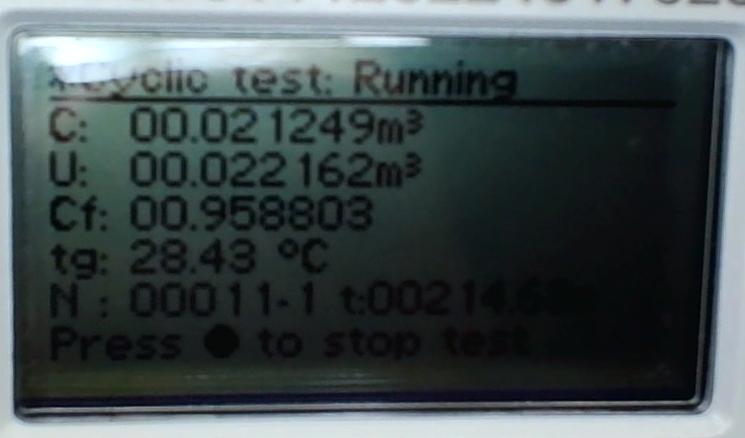 *Cyclic test: Running
C: 00.021249m³
U: 00.022162m³
Cf: 00.958803
tg: 28.43 °C
N : 00011-1
Press ● to stop test